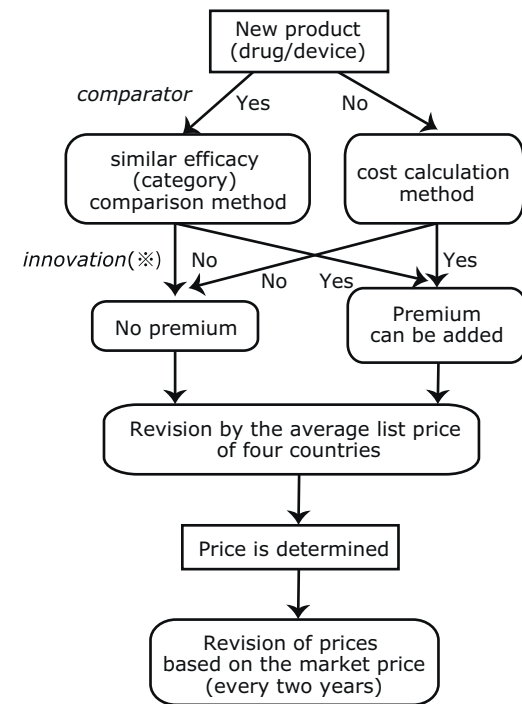 New product
(drug/device)
comparator
Yes
No
similar efficacy
(category)
comparison method
cost calculation
method
innovation(※)
No
No
Yes
Yes
No premium
Premium
can be added
Revision by the average list price
of four countries
Price is determined
Revision of prices
based on the market price
(every two years)